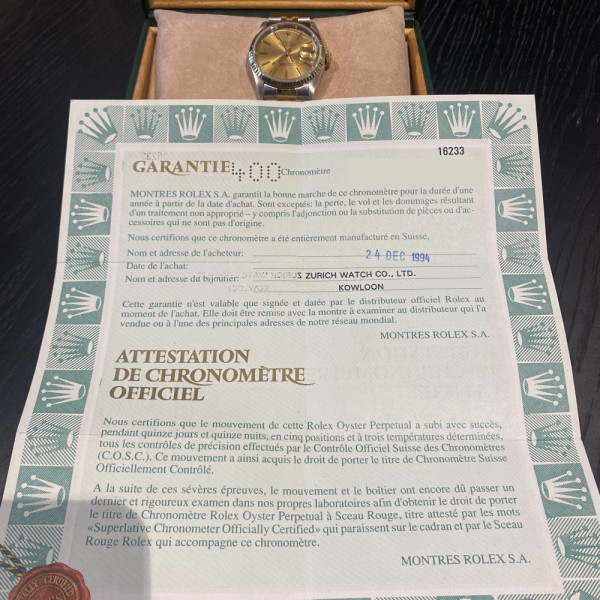 16233
GARANTIE 400 Chronomètre
MONTRES ROLEX S.A. garantit la bonne marche de ce chronomètre pour la durée d'une
année à partir de la date d'achat. Sont exceptés: la perte, le vol et les dommages résultant
d'un traitement non approprié – y compris l'adjonction ou la substitution de pièces ou d'ac-
cessoires qui ne sont pas d'origine.
Nous certifions que ce chronomètre a été entièrement manufacturé en Suisse.
Nom et adresse de l'acheteur:
Date de l'achat: 24 DEC 1994
Nom et adresse du bijoutier: ZURICH WATCH CO., LTD.
KOWLOON
Cette garantie n'est valable que signée et datée par le distributeur officiel Rolex au
moment de l'achat. Elle doit être remise avec la montre à examiner au distributeur qui l'a
vendue ou à l'une des principales adresses de notre réseau mondial.
MONTRES ROLEX S.A.
ATTESTATION
DE CHRONOMÈTRE
OFFICIEL
Nous certifions que le mouvement de cette Rolex Oyster Perpetual a subi avec succès,
pendant quinze jours et quinze nuits, en cinq positions et à trois températures déterminées,
tous les contrôles de précision effectués par le Contrôle Officiel Suisse des Chronomètres
(C.O.S.C.). Ce mouvement a ainsi acquis le droit de porter le titre de Chronomètre Suisse
Officiellement Contrôlé.
A la suite de ces sévères épreuves, le mouvement et le boîtier ont encore dû passer un
dernier et rigoureux examen dans nos propres laboratoires afin d'obtenir le droit de porter
le titre de Chronomètre Rolex Oyster Perpetual à Sceau Rouge, titre attesté par les mots
«Superlative Chronometer Officially Certified» qui paraissent sur le cadran et par le Sceau
Rouge Rolex qui accompagne ce chronomètre.
MONTRES ROLEX S.A.